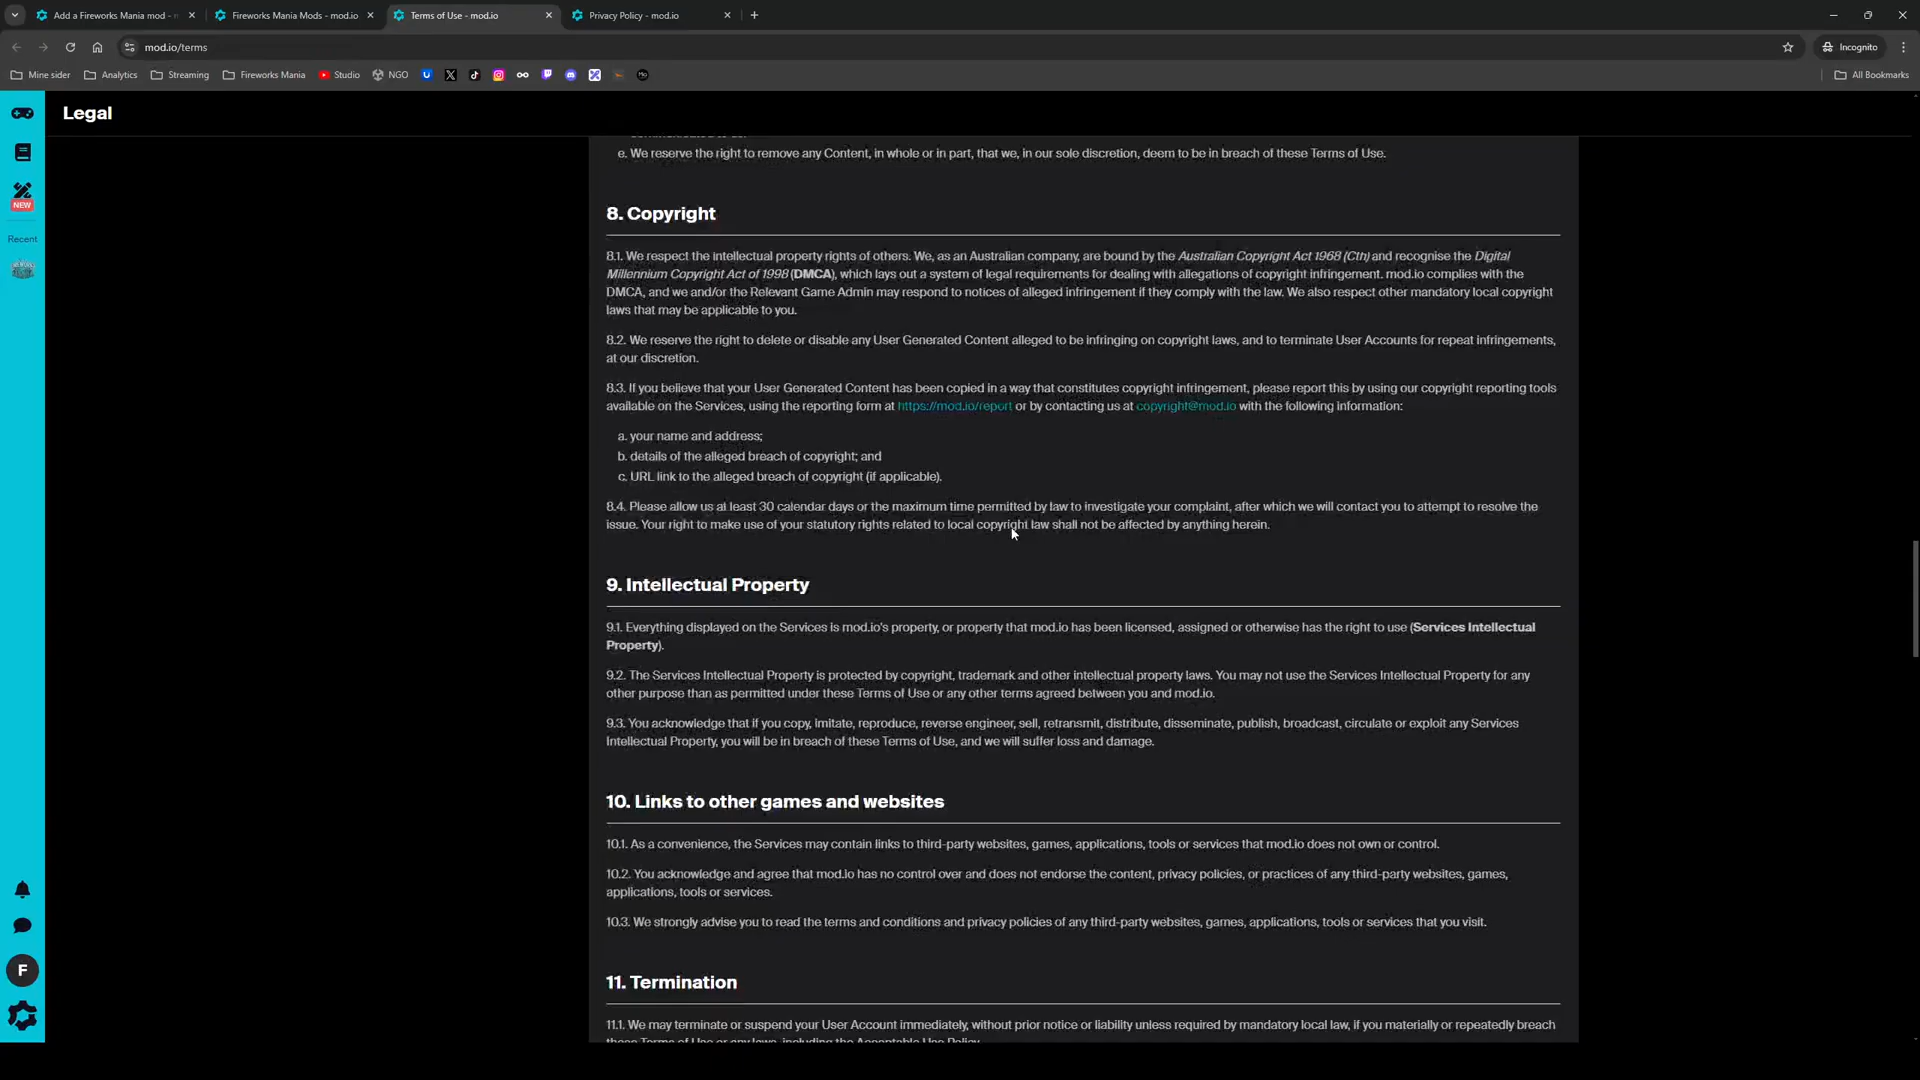 Add a Fireworks Mania mod -
Fireworks Mania Mods - mod.io
Terms of Use - mod.io
Privacy Policy - mod.io
mod.io/terms
Incognito
Mine sider
Analytics
Streaming
Fireworks Mania
Studio
NGO
All Bookmarks
Legal
NEW
Recent
F
e. We reserve the right to remove any Content, in whole or in part, that we, in our sole discretion, deem to be in breach of these Terms of Use.
8. Copyright
8.1. We respect the intellectual property rights of others. We, as an Australian company, are bound by the Australian Copyright Act 1968 (Cth) and recognise the Digital
Millennium Copyright Act of 1998 (DMCA), which lays out a system of legal requirements for dealing with allegations of copyright infringement. mod.io complies with the
DMCA, and we and/or the Relevant Game Admin may respond to notices of alleged infringement if they comply with the law. We also respect other mandatory local copyright
laws that may be applicable to you.
8.2. We reserve the right to delete or disable any User Generated Content alleged to be infringing on copyright laws, and to terminate User Accounts for repeat infringements,
at our discretion.
8.3. If you believe that your User Generated Content has been copied in a way that constitutes copyright infringement, please report this by using our copyright reporting tools
available on the Services, using the reporting form at https://mod.io/report or by contacting us at copyright@mod.io with the following information:
a. your name and address;
b. details of the alleged breach of copyright; and
c. URL link to the alleged breach of copyright (if applicable).
8.4. Please allow us at least 30 calendar days or the maximum time permitted by law to investigate your complaint, after which we will contact you to attempt to resolve the
issue. Your right to make use of your statutory rights related to local copyright law shall not be affected by anything herein.
9. Intellectual Property
9.1. Everything displayed on the Services is mod.io's property, or property that mod.io has been licensed, assigned or otherwise has the right to use (Services Intellectual
Property).
9.2. The Services Intellectual Property is protected by copyright, trademark and other intellectual property laws. You may not use the Services Intellectual Property for any
other purpose than as permitted under these Terms of Use or any other terms agreed between you and mod.io.
9.3. You acknowledge that if you copy, imitate, reproduce, reverse engineer, sell, retransmit, distribute, disseminate, publish, broadcast, circulate or exploit any Services
Intellectual Property, you will be in breach of these Terms of Use, and we will suffer loss and damage.
10. Links to other games and websites
10.1. As a convenience, the Services may contain links to third-party websites, games, applications, tools or services that mod.io does not own or control.
10.2. You acknowledge and agree that mod.io has no control over and does not endorse the content, privacy policies, or practices of any third-party websites, games,
applications, tools or services.
10.3. We strongly advise you to read the terms and conditions and privacy policies of any third-party websites, games, applications, tools or services that you visit.
11. Termination
11.1. We may terminate or suspend your User Account immediately, without prior notice or liability unless required by mandatory local law, if you materially or repeatedly breach
these Terms of Use or any laws, including the Acceptable Use Policy.